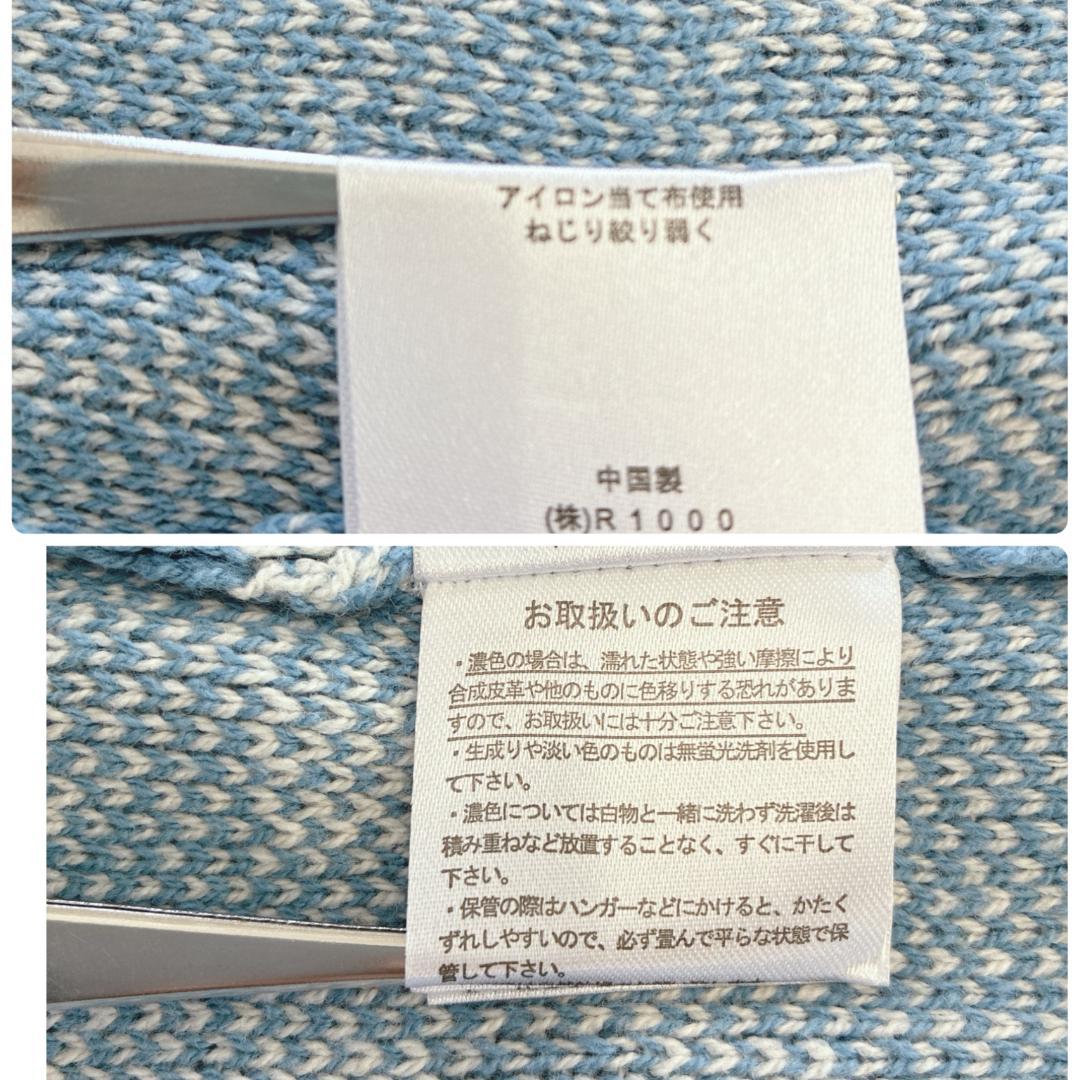 アイロン当て布使用
ねじり絞り弱く
中国製
(株)R1000
お取扱いのご注意
・濃色の場合は、濡れた状態や強い摩擦により
合成皮革や他のものに色移りする恐れがありま
すので、お取扱いには十分ご注意下さい。
・生成りや淡い色のものは無蛍光洗剤を使用し
て下さい。
・濃色については白物と一緒に洗わず洗濯後は
積み重ねなど放置することなく、すぐに干して
下さい。
・保管の際はハンガーなどにかけると、かたく
ずれしやすいので、必ず畳んで平らな状態で保
管して下さい。